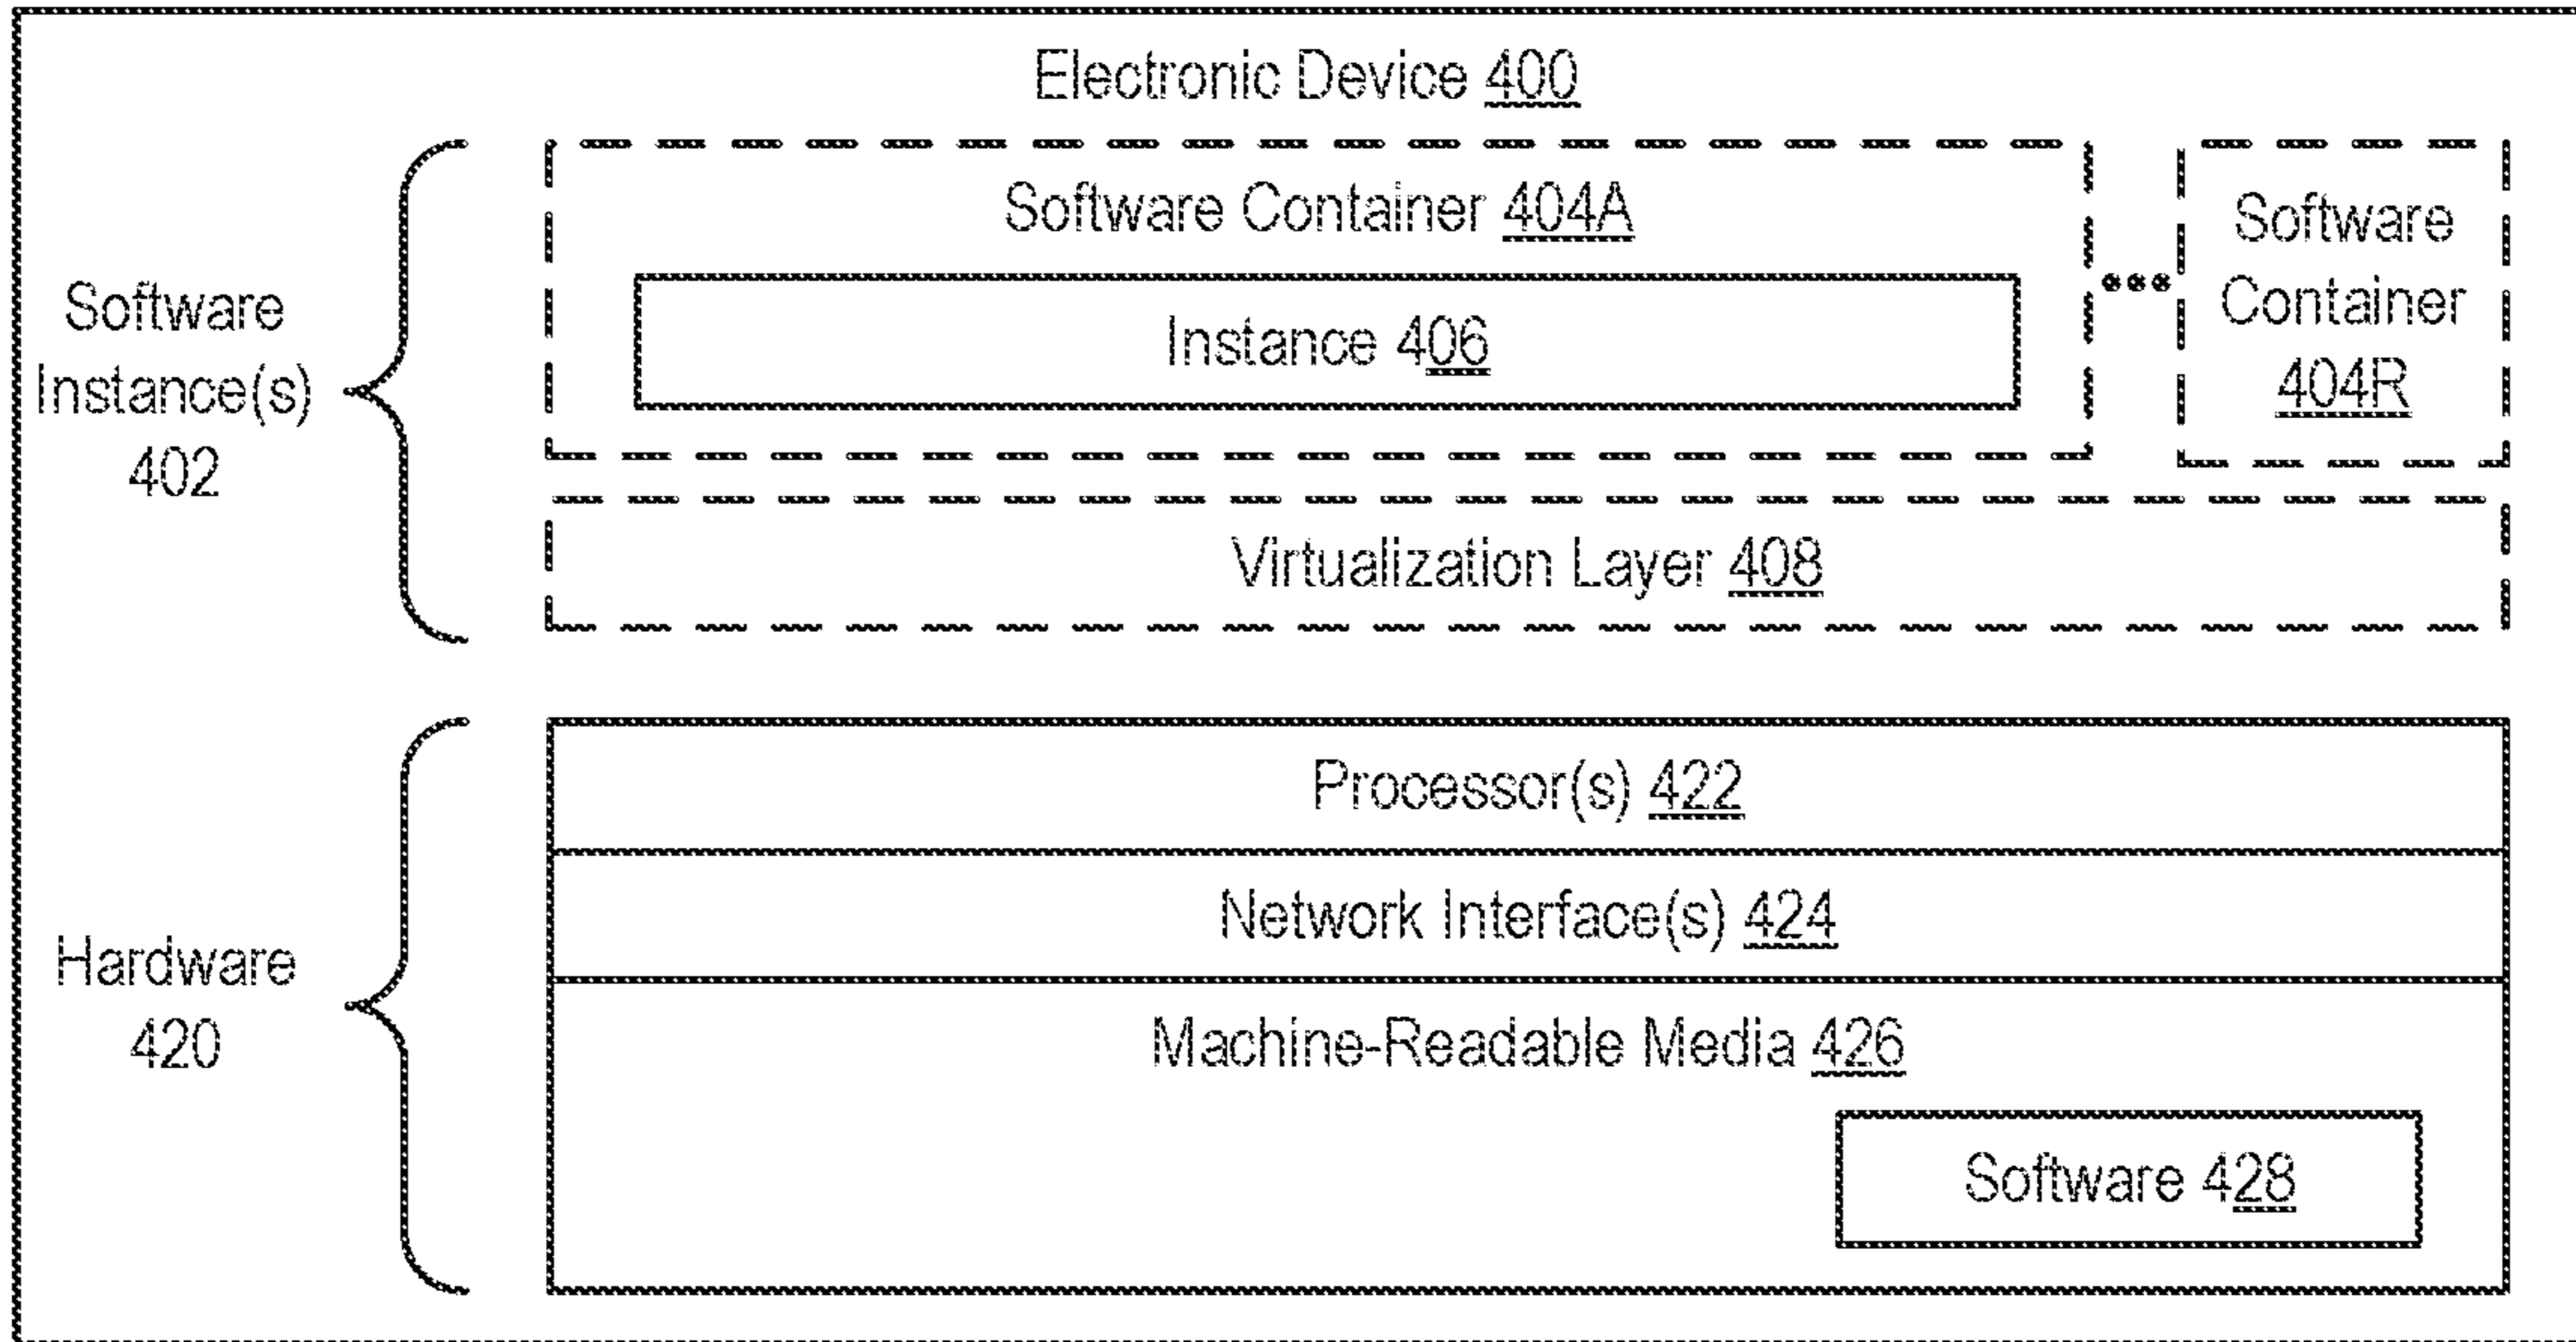 Electronic Device 400
Software Container 404A
Software
Container
404R
Instance 406
Software
Instance(s)
402
Virtualization Layer 408
Processor(s) 422
Network Interface(s) 424
Hardware
420
Machine-Readable Media 426
Software 428